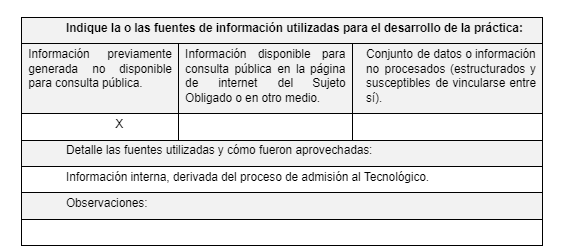 Indique la o las fuentes de información utilizadas para el desarrollo de la práctica:
Información previamente
generada no disponible
para consulta pública.
Información disponible para
consulta pública en la página
de internet del Sujeto
Obligado o en otro medio.
Conjunto de datos o información
no procesados (estructurados y
susceptibles de vincularse entre
sí).
X
Detalle las fuentes utilizadas y cómo fueron aprovechadas:
Información interna, derivada del proceso de admisión al Tecnológico.
Observaciones: